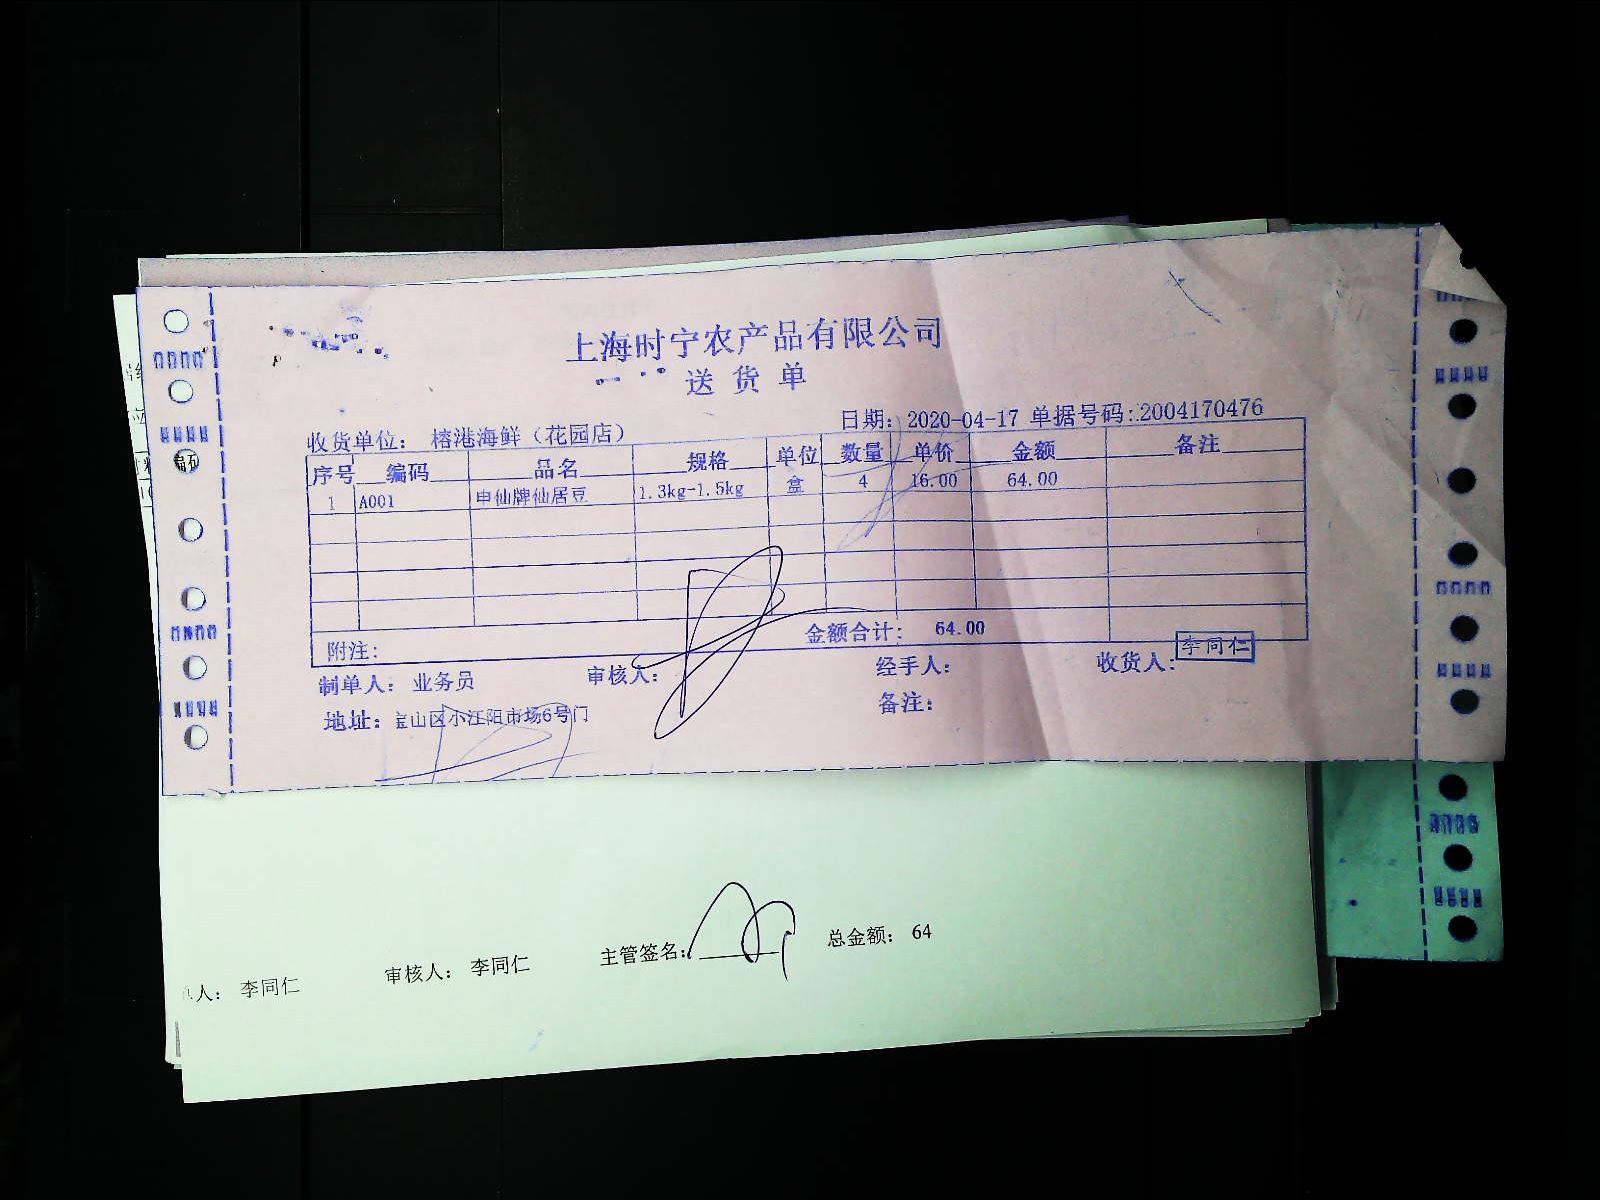 上海时宁农产品有限公司
送货单
收货单位： 榕港海鲜（花园店） 日期：2020-04-17 单据号码：2004170476
序号 编码 品名 规格 单位 数量 单价 金额 备注
1 A001 申仙牌仙居豆 1.3kg-1.5kg 盒 4 16.00 64.00
附注： 金额合计： 64.00
制单人： 业务员 审核人： 经手人： 收货人： 李同仁
地址：宝山区小江阳市场6号门 备注：
编码
人： 李同仁 审核人： 李同仁 主管签名： 总金额： 64